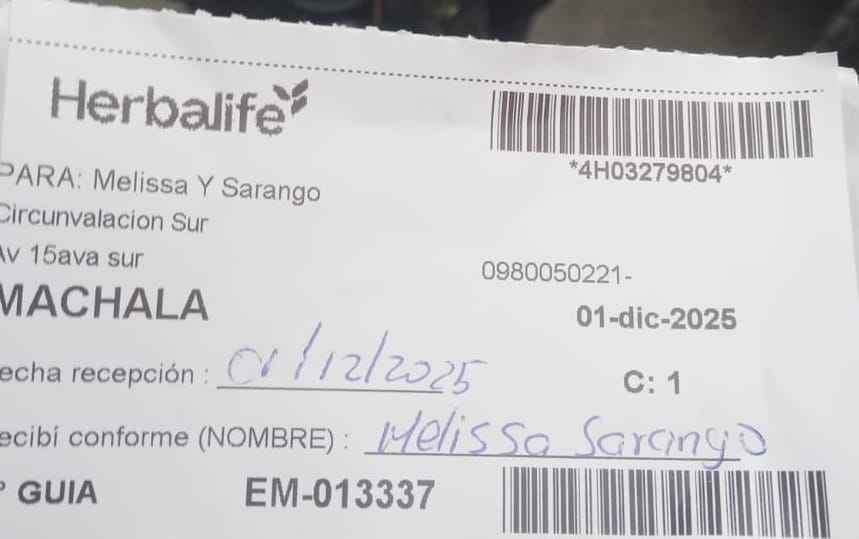 Herbalife
*4H03279804*
PARA: Melissa Y Sarango
Circunvalacion Sur
Av 15ava sur
0980050221-
MACHALA
01-dic-2025
echa recepción : 01/12/2025
C: 1
ecibí conforme (NOMBRE) : Melissa Sarango
° GUIA EM-013337